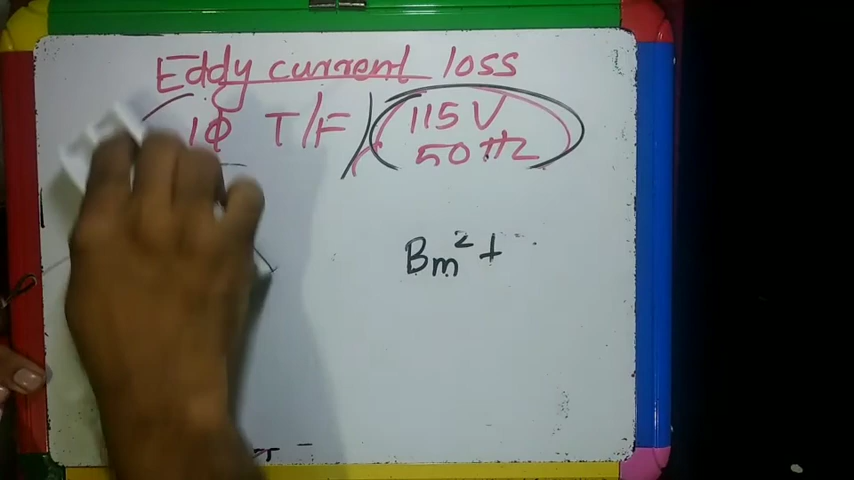 Eddy current loss
1Φ T/F 115 V
50 Hz
Bm² +